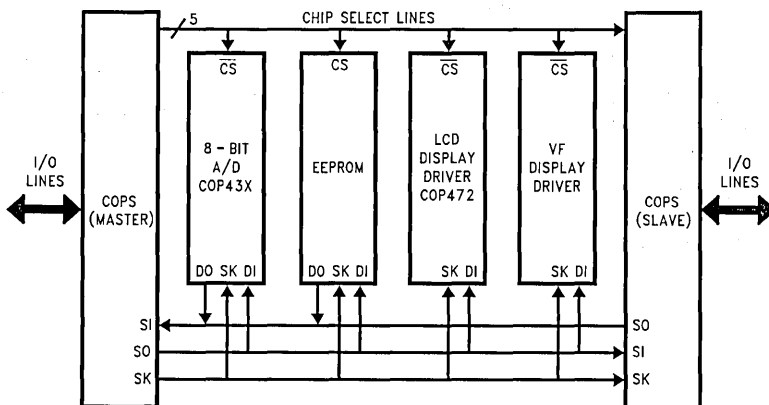 5 CHIP SELECT LINES
CS CS CS CS
I/O
LINES
COPS
(MASTER)
8-BIT
A/D
COP43X
EEPROM
LCD
DISPLAY
DRIVER
COP472
VF
DISPLAY
DRIVER
COPS
(SLAVE)
I/O
LINES
DO SK DI
DO SK DI
SK DI
SK DI
SI SO
SO SI
SK SK